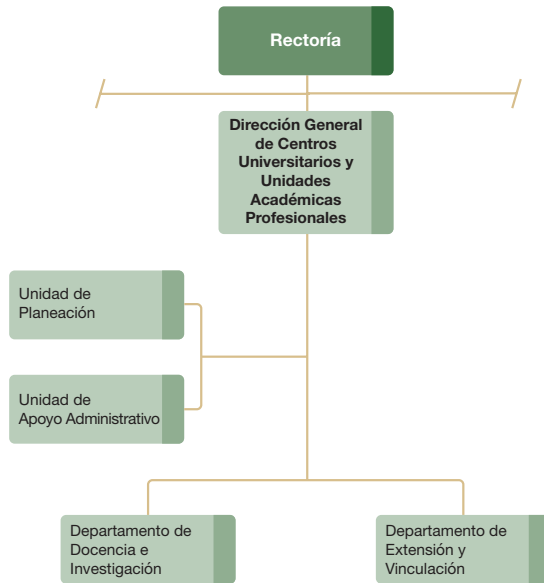 Rectoría
Dirección General
de Centros
Universitarios y
Unidades
Académicas
Profesionales
Unidad de
Planeación
Unidad de
Apoyo Administrativo
Departamento de
Docencia e
Investigación
Departamento de
Extensión y
Vinculación